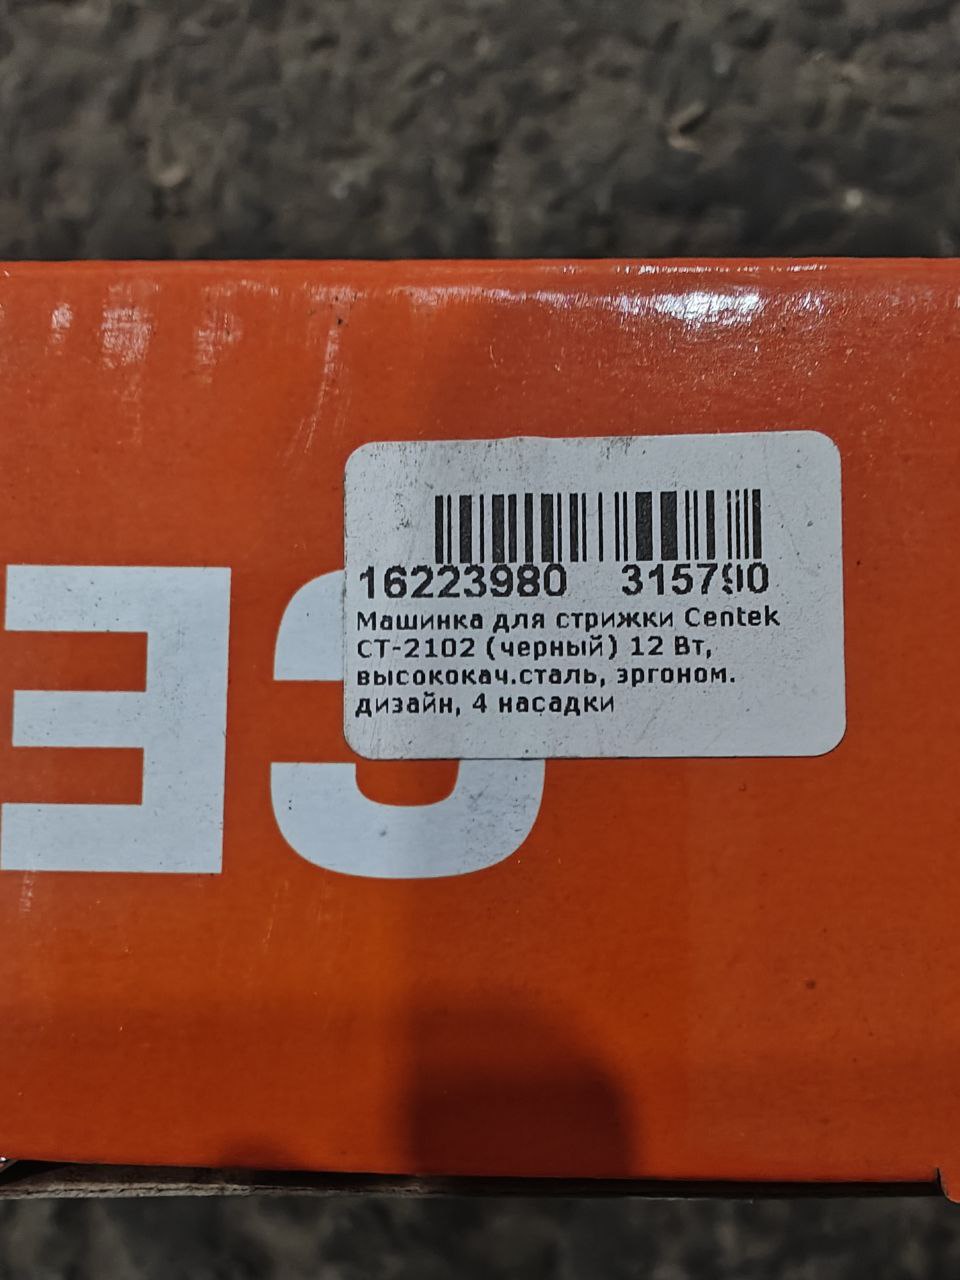 16223980 315790
Машинка для стрижки Centek
CT-2102 (черный) 12 Вт,
высококач.сталь, эргоном.
дизайн, 4 насадки